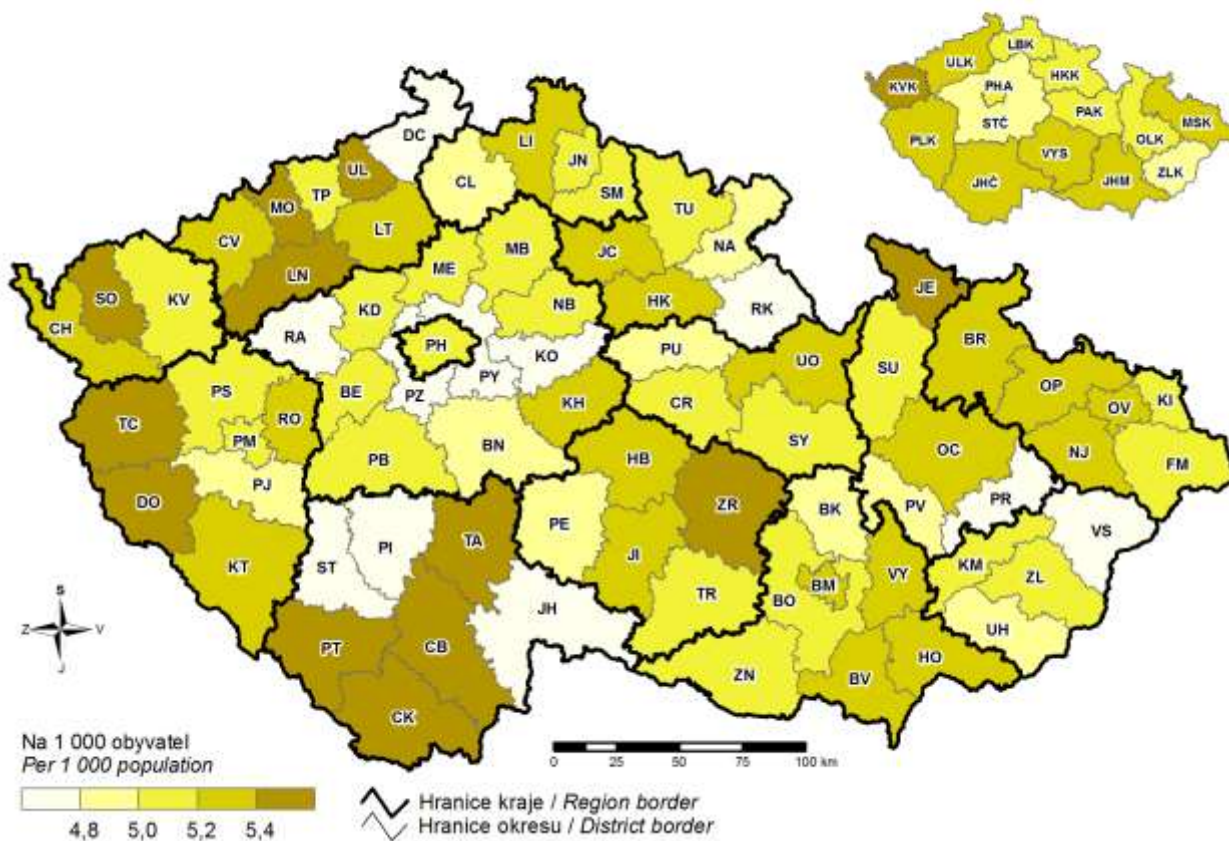 LBK
ULK
HKK
KVK
PHA
STČ
PAK
MSK
PLK
OLK
VYS
ZLK
JHČ
JHM
DC
LI
JN
UL
TP
CL
SM
MO
TU
LT
CV
MB
JC
NA
ME
LN
JE
SO
KV
NB
HK
KD
RK
CH
RA
BR
PH
KO
PU
UO
PY
SU
OP
PS
BE
PZ
KI
RO
KH
CR
OV
TC
PM
BN
SY
OC
NJ
PB
HB
FM
PJ
DO
ZR
PR
BK
PV
TA
PE
VS
PI
JI
ST
KT
KM
VY
ZL
BM
TR
BO
S
JH
Z V
UH
J
PT
CB
HO
ZN
BV
CK
Na 1 000 obyvatel
Per 1 000 population
0 25 50 75 100 km
Hranice kraje / Region border
4,8 5,0 5,2 5,4
Hranice okresu / District border